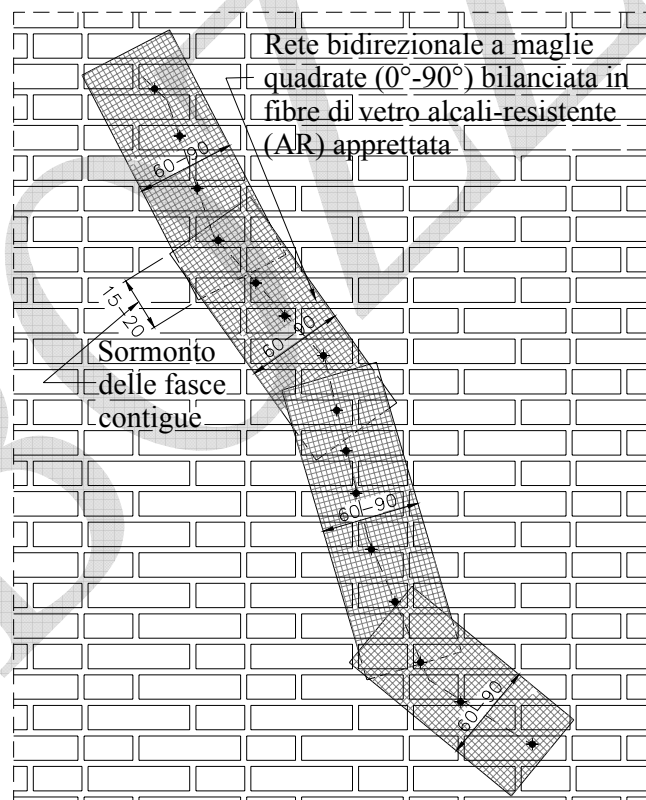 Rete bidirezionale a maglie
quadrate (0°-90°) bilanciata in
fibre di vetro alcali-resistente
(AR) apprettata
60-90
15-20
60-90
Sormonto
delle fasce
contigue
60-90
60-90